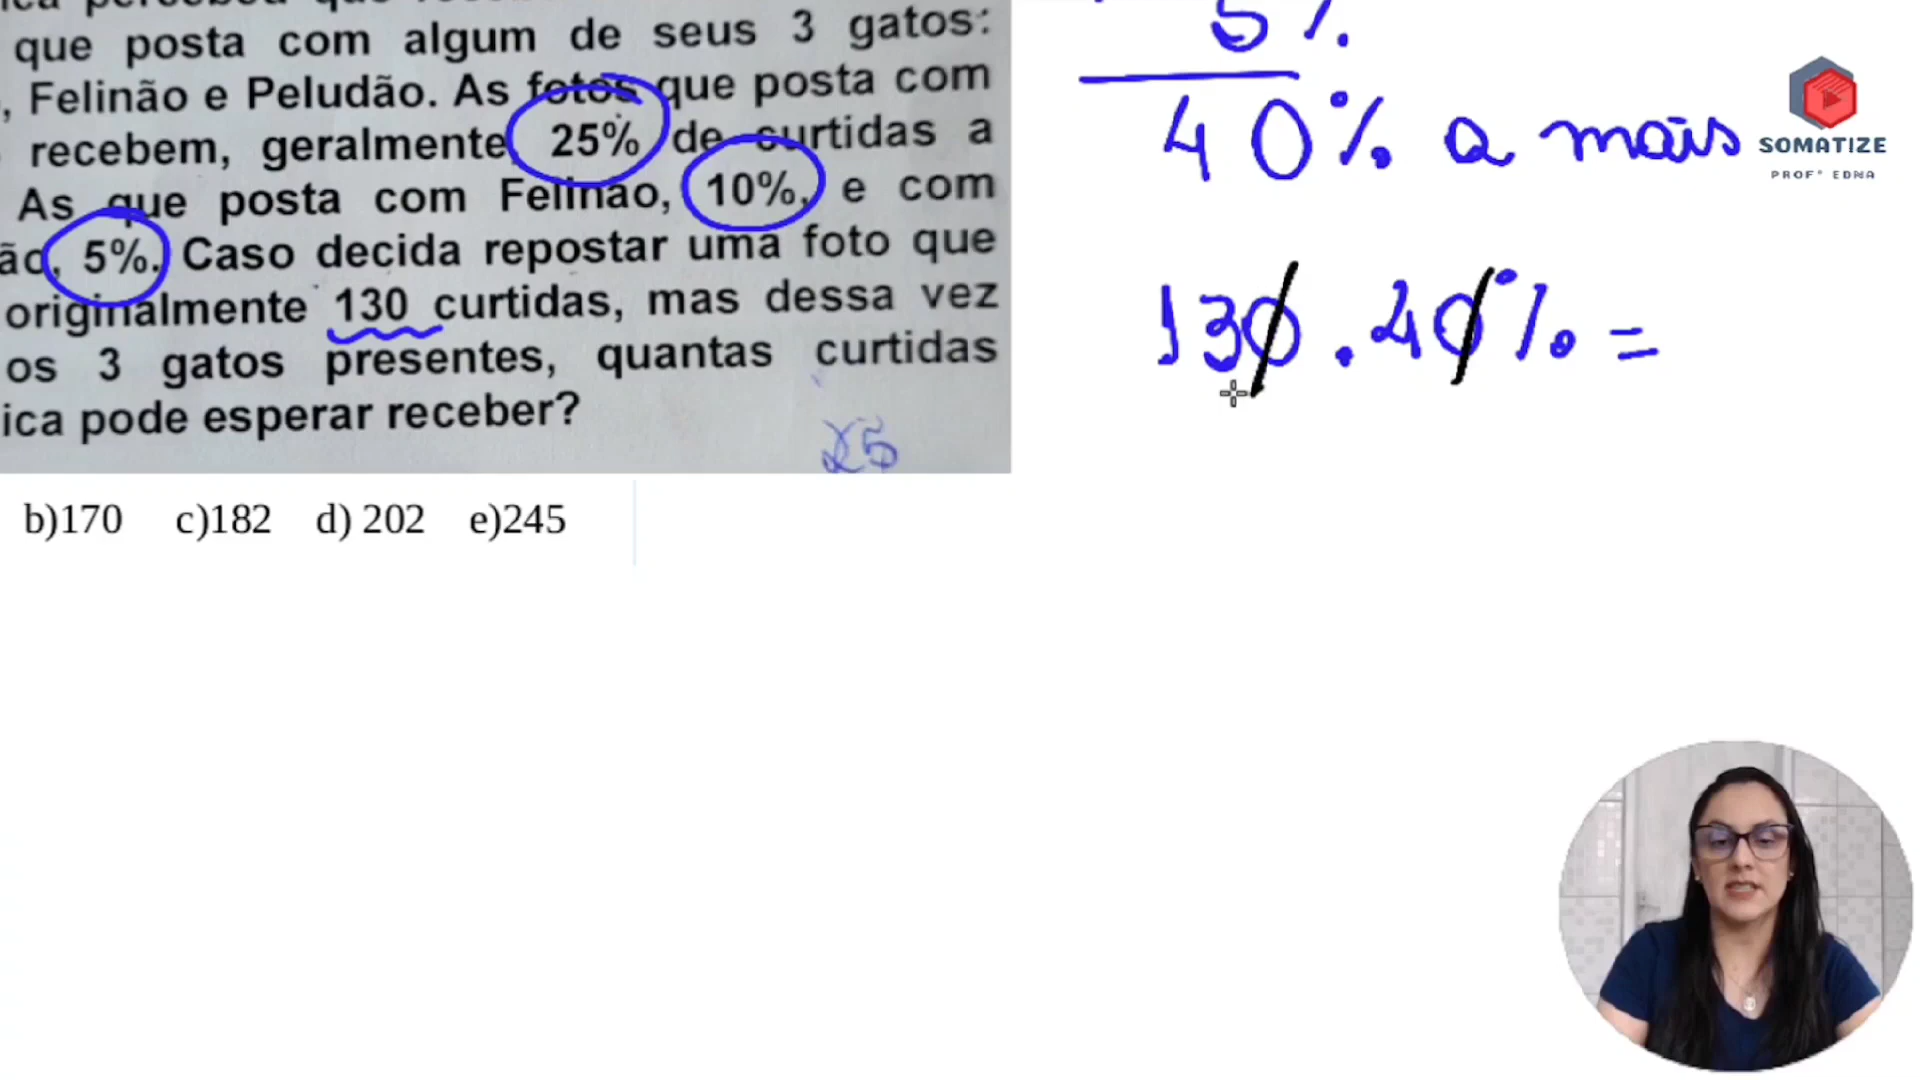 que posta com algum de seus 3 gatos:
, Felinão e Peludão. As fotos que posta com
recebem, geralmente, 25% de curtidas a
As que posta com Felinão, 10%, e com
ão, 5%. Caso decida repostar uma foto que
originalmente 130 curtidas, mas dessa vez
os 3 gatos presentes, quantas curtidas
ica pode esperar receber?
25
b)170 c)182 d) 202 e)245
5%
40% a mais
130 . 40% =
SOMATIZE
PROFª EDNA